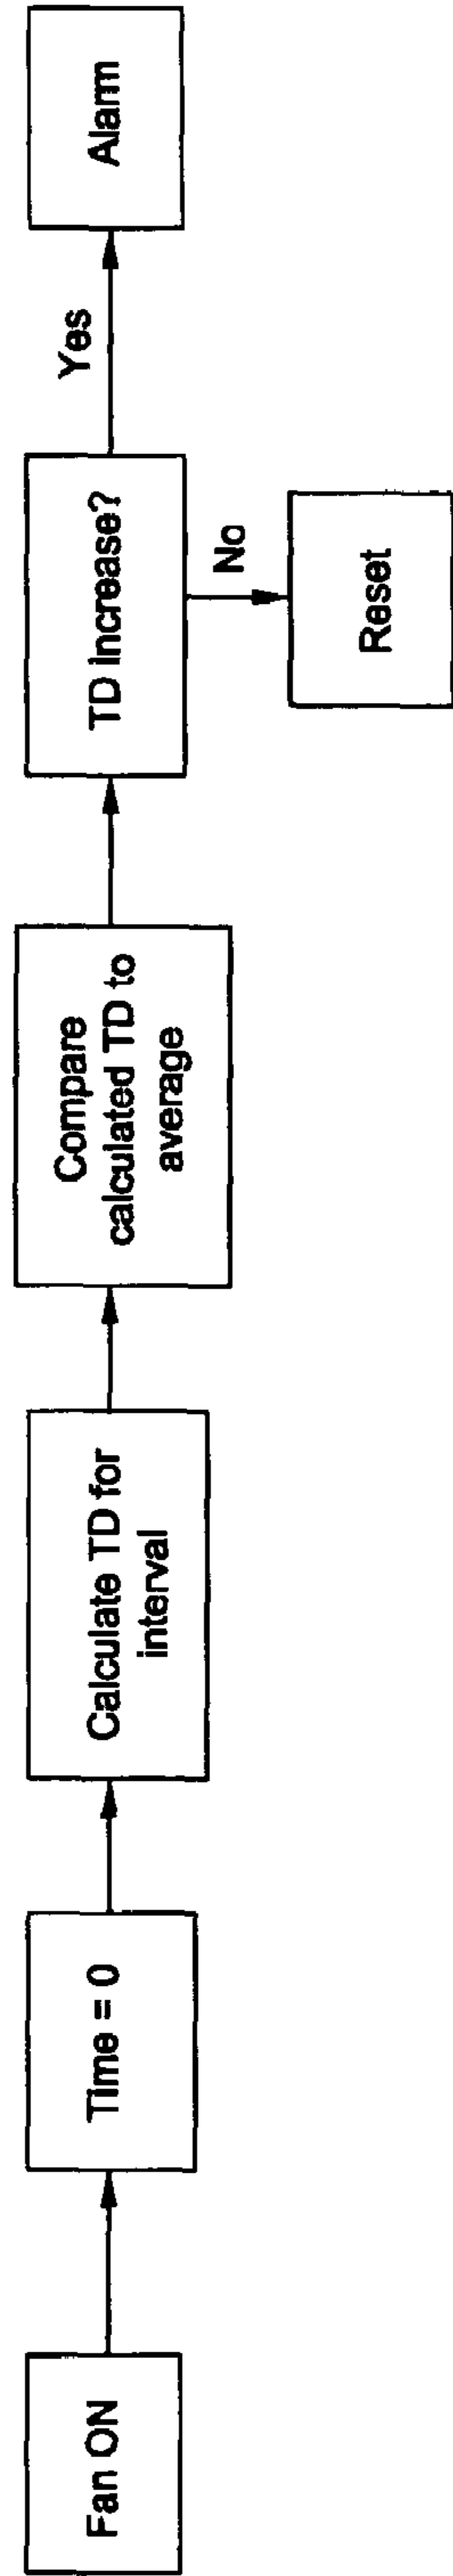 Fan ON
Time = 0
Calculate TD for
interval
Compare
calculated TD to
average
TD increase?
Yes
Alarm
No
Reset